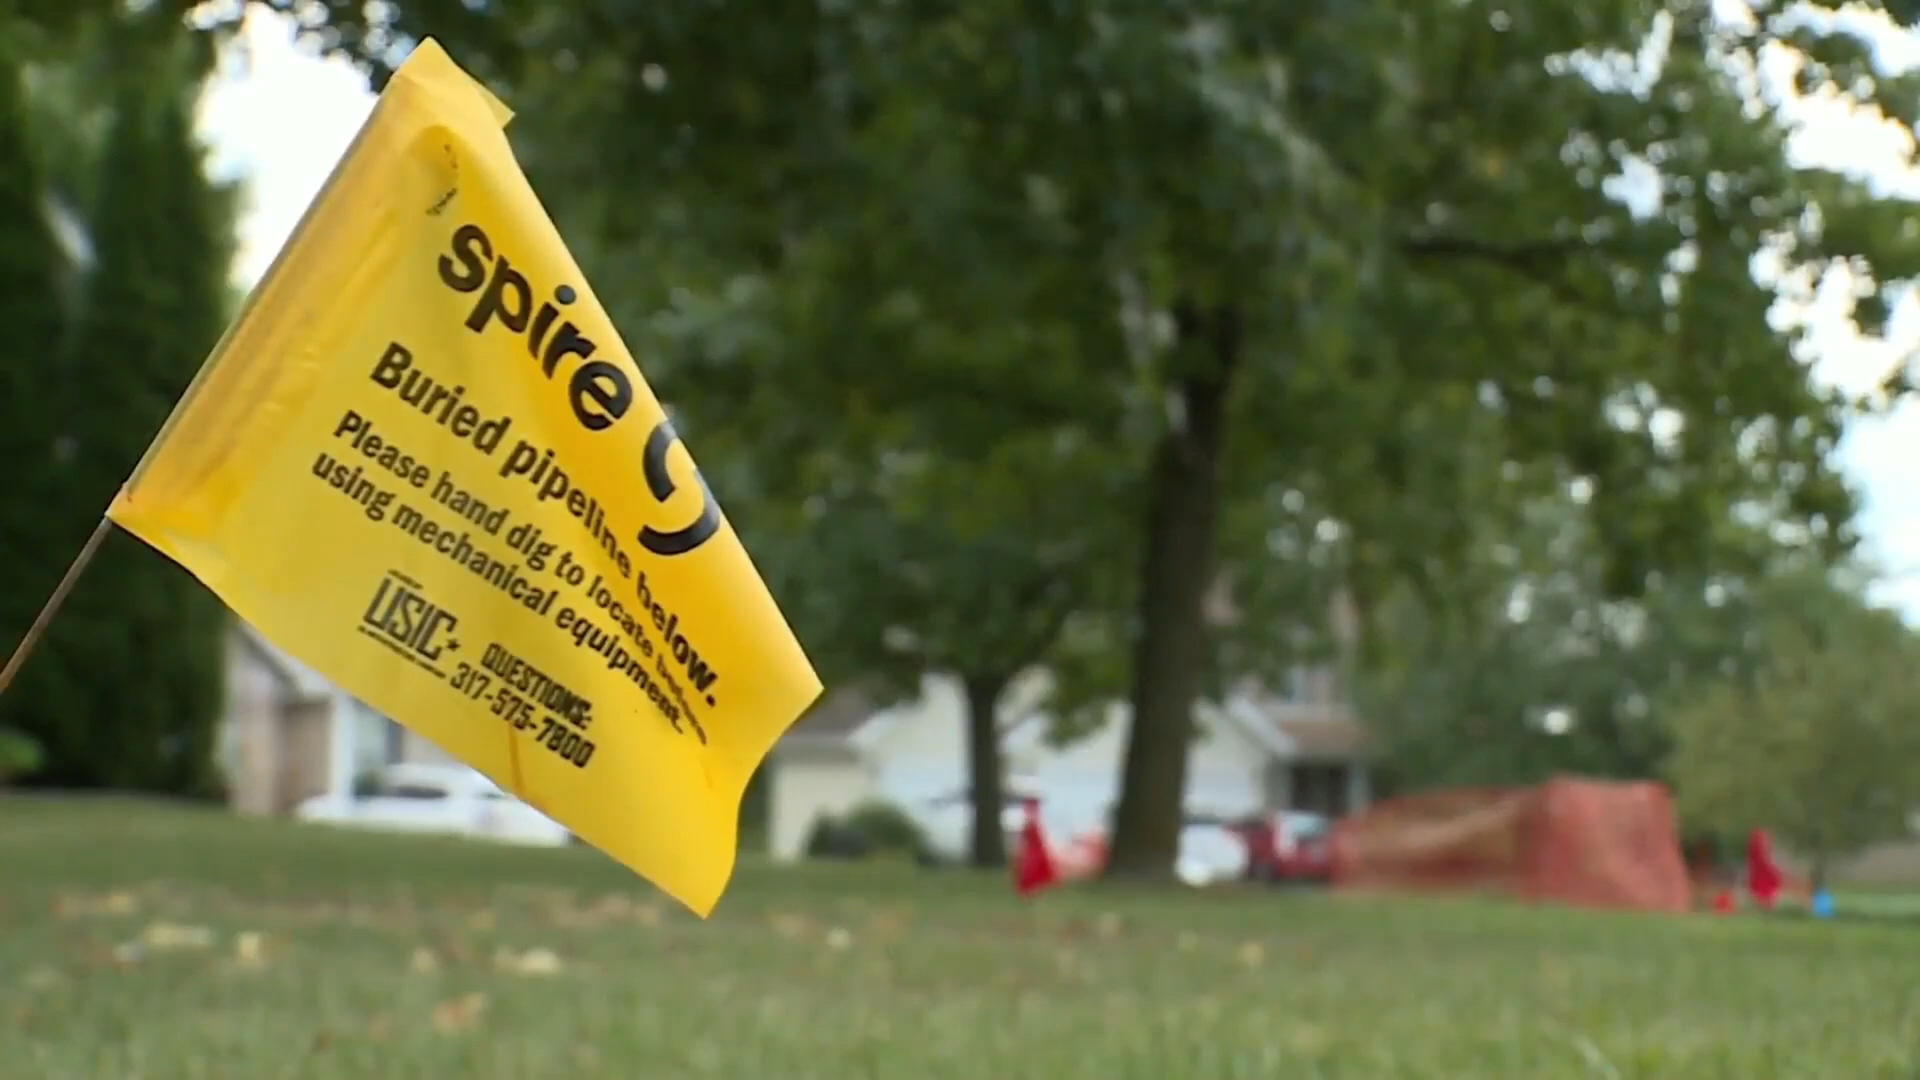 spire
Buried pipeline below.
Please hand dig to locate before
using mechanical equipment.
USIC
QUESTIONS:
317-575-7800